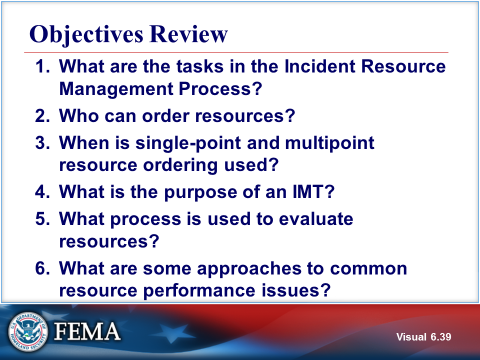 Objectives Review
1. What are the tasks in the Incident Resource
Management Process?
2. Who can order resources?
3. When is single-point and multipoint
resource ordering used?
4. What is the purpose of an IMT?
5. What process is used to evaluate
resources?
6. What are some approaches to common
resource performance issues?
FEMA
Visual 6.39